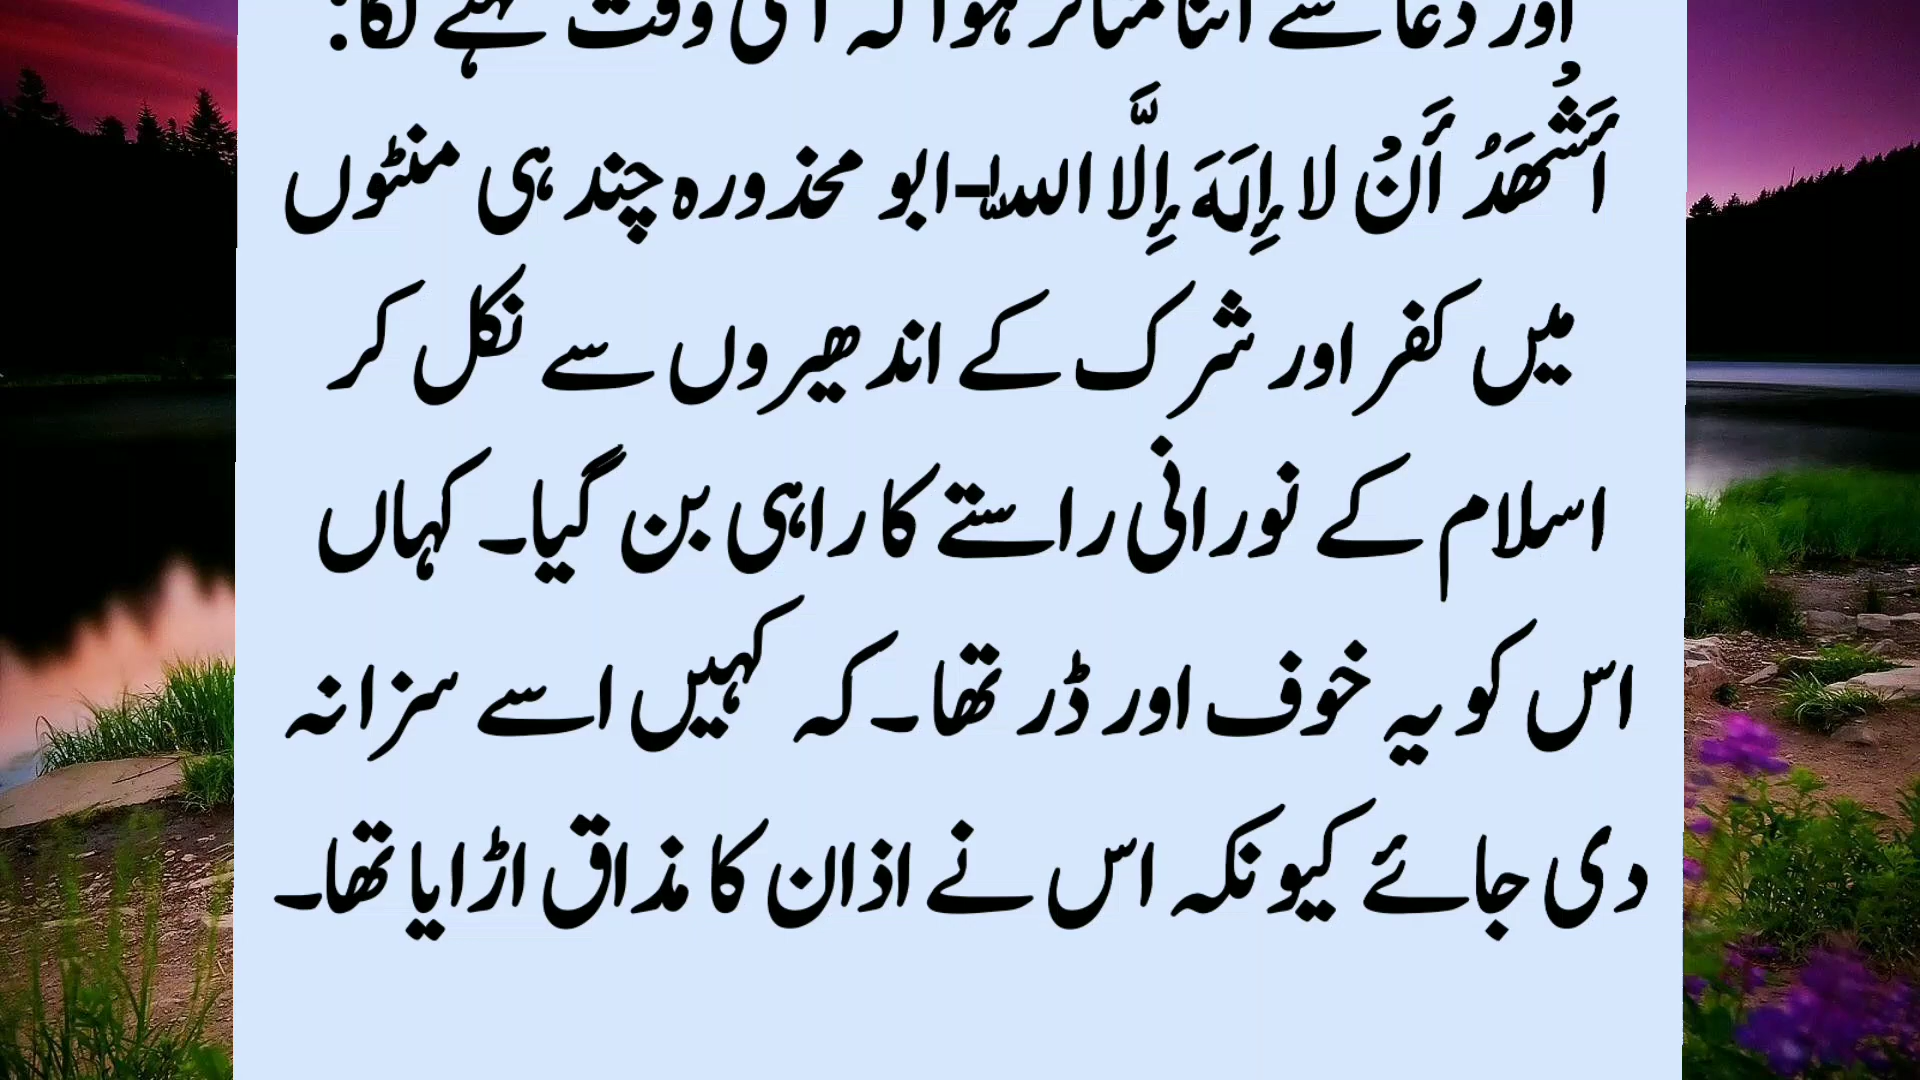 اور دعا سے اتنا متاثر ہوا کہ اسی وقت کہنے لگا:
أَشْهَدُ أَنْ لا إِلَهَ إِلَّا الله-ابو محذورہ چند ہی منٹوں
میں کفر اور شرک کے اندھیروں سے نکل کر
اسلام کے نورانی راستے کا راہی بن گیا۔ کہاں
اس کو یہ خوف اور ڈر تھا۔ کہ کہیں اسے سزا نہ
دی جائے کیونکہ اس نے اذان کا مذاق اڑایا تھا۔